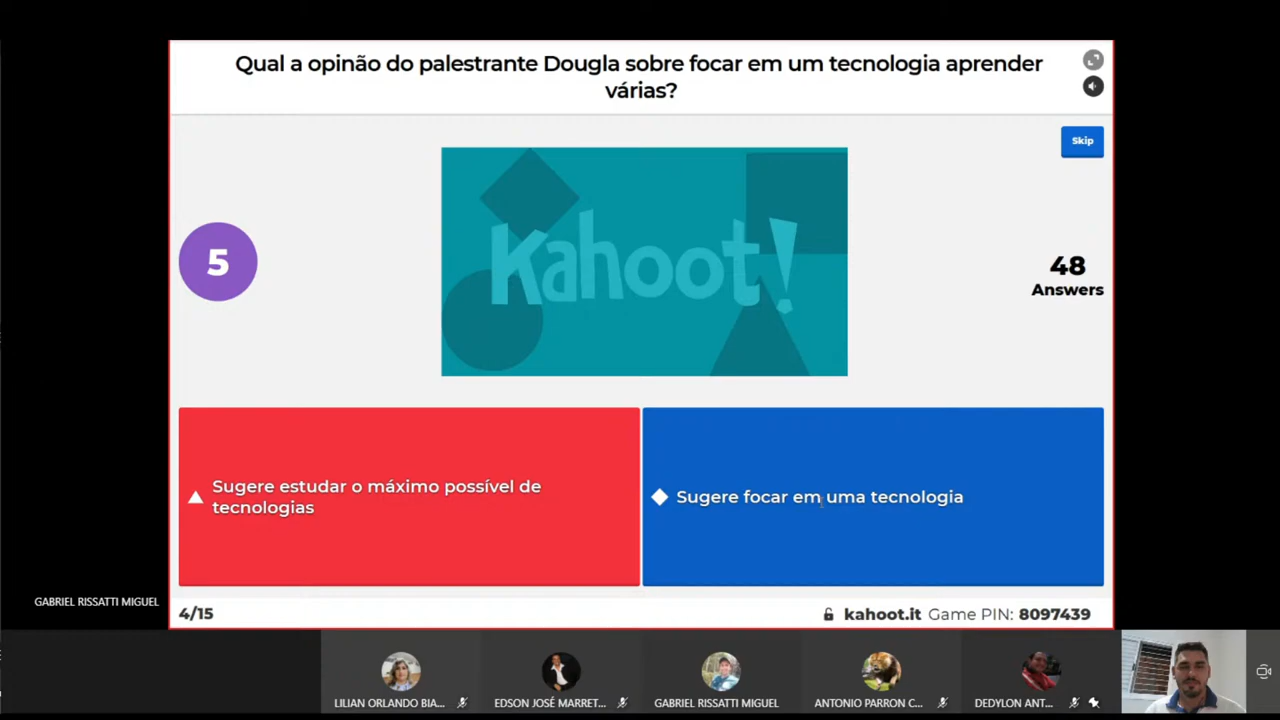 Qual a opinião do palestrante Dougla sobre focar em um tecnologia aprender
várias?
Skip
5
Kahoot!
48
Answers
Sugere estudar o máximo possível de
tecnologias
Sugere focar em uma tecnologia
GABRIEL RISSATTI MIGUEL
4/15
kahoot.it Game PIN: 8097439
LILIAN ORLANDO BIA...
EDSON JOSÉ MARRET...
GABRIEL RISSATTI MIGUEL
ANTONIO PARRON C...
DEDYLON ANT...